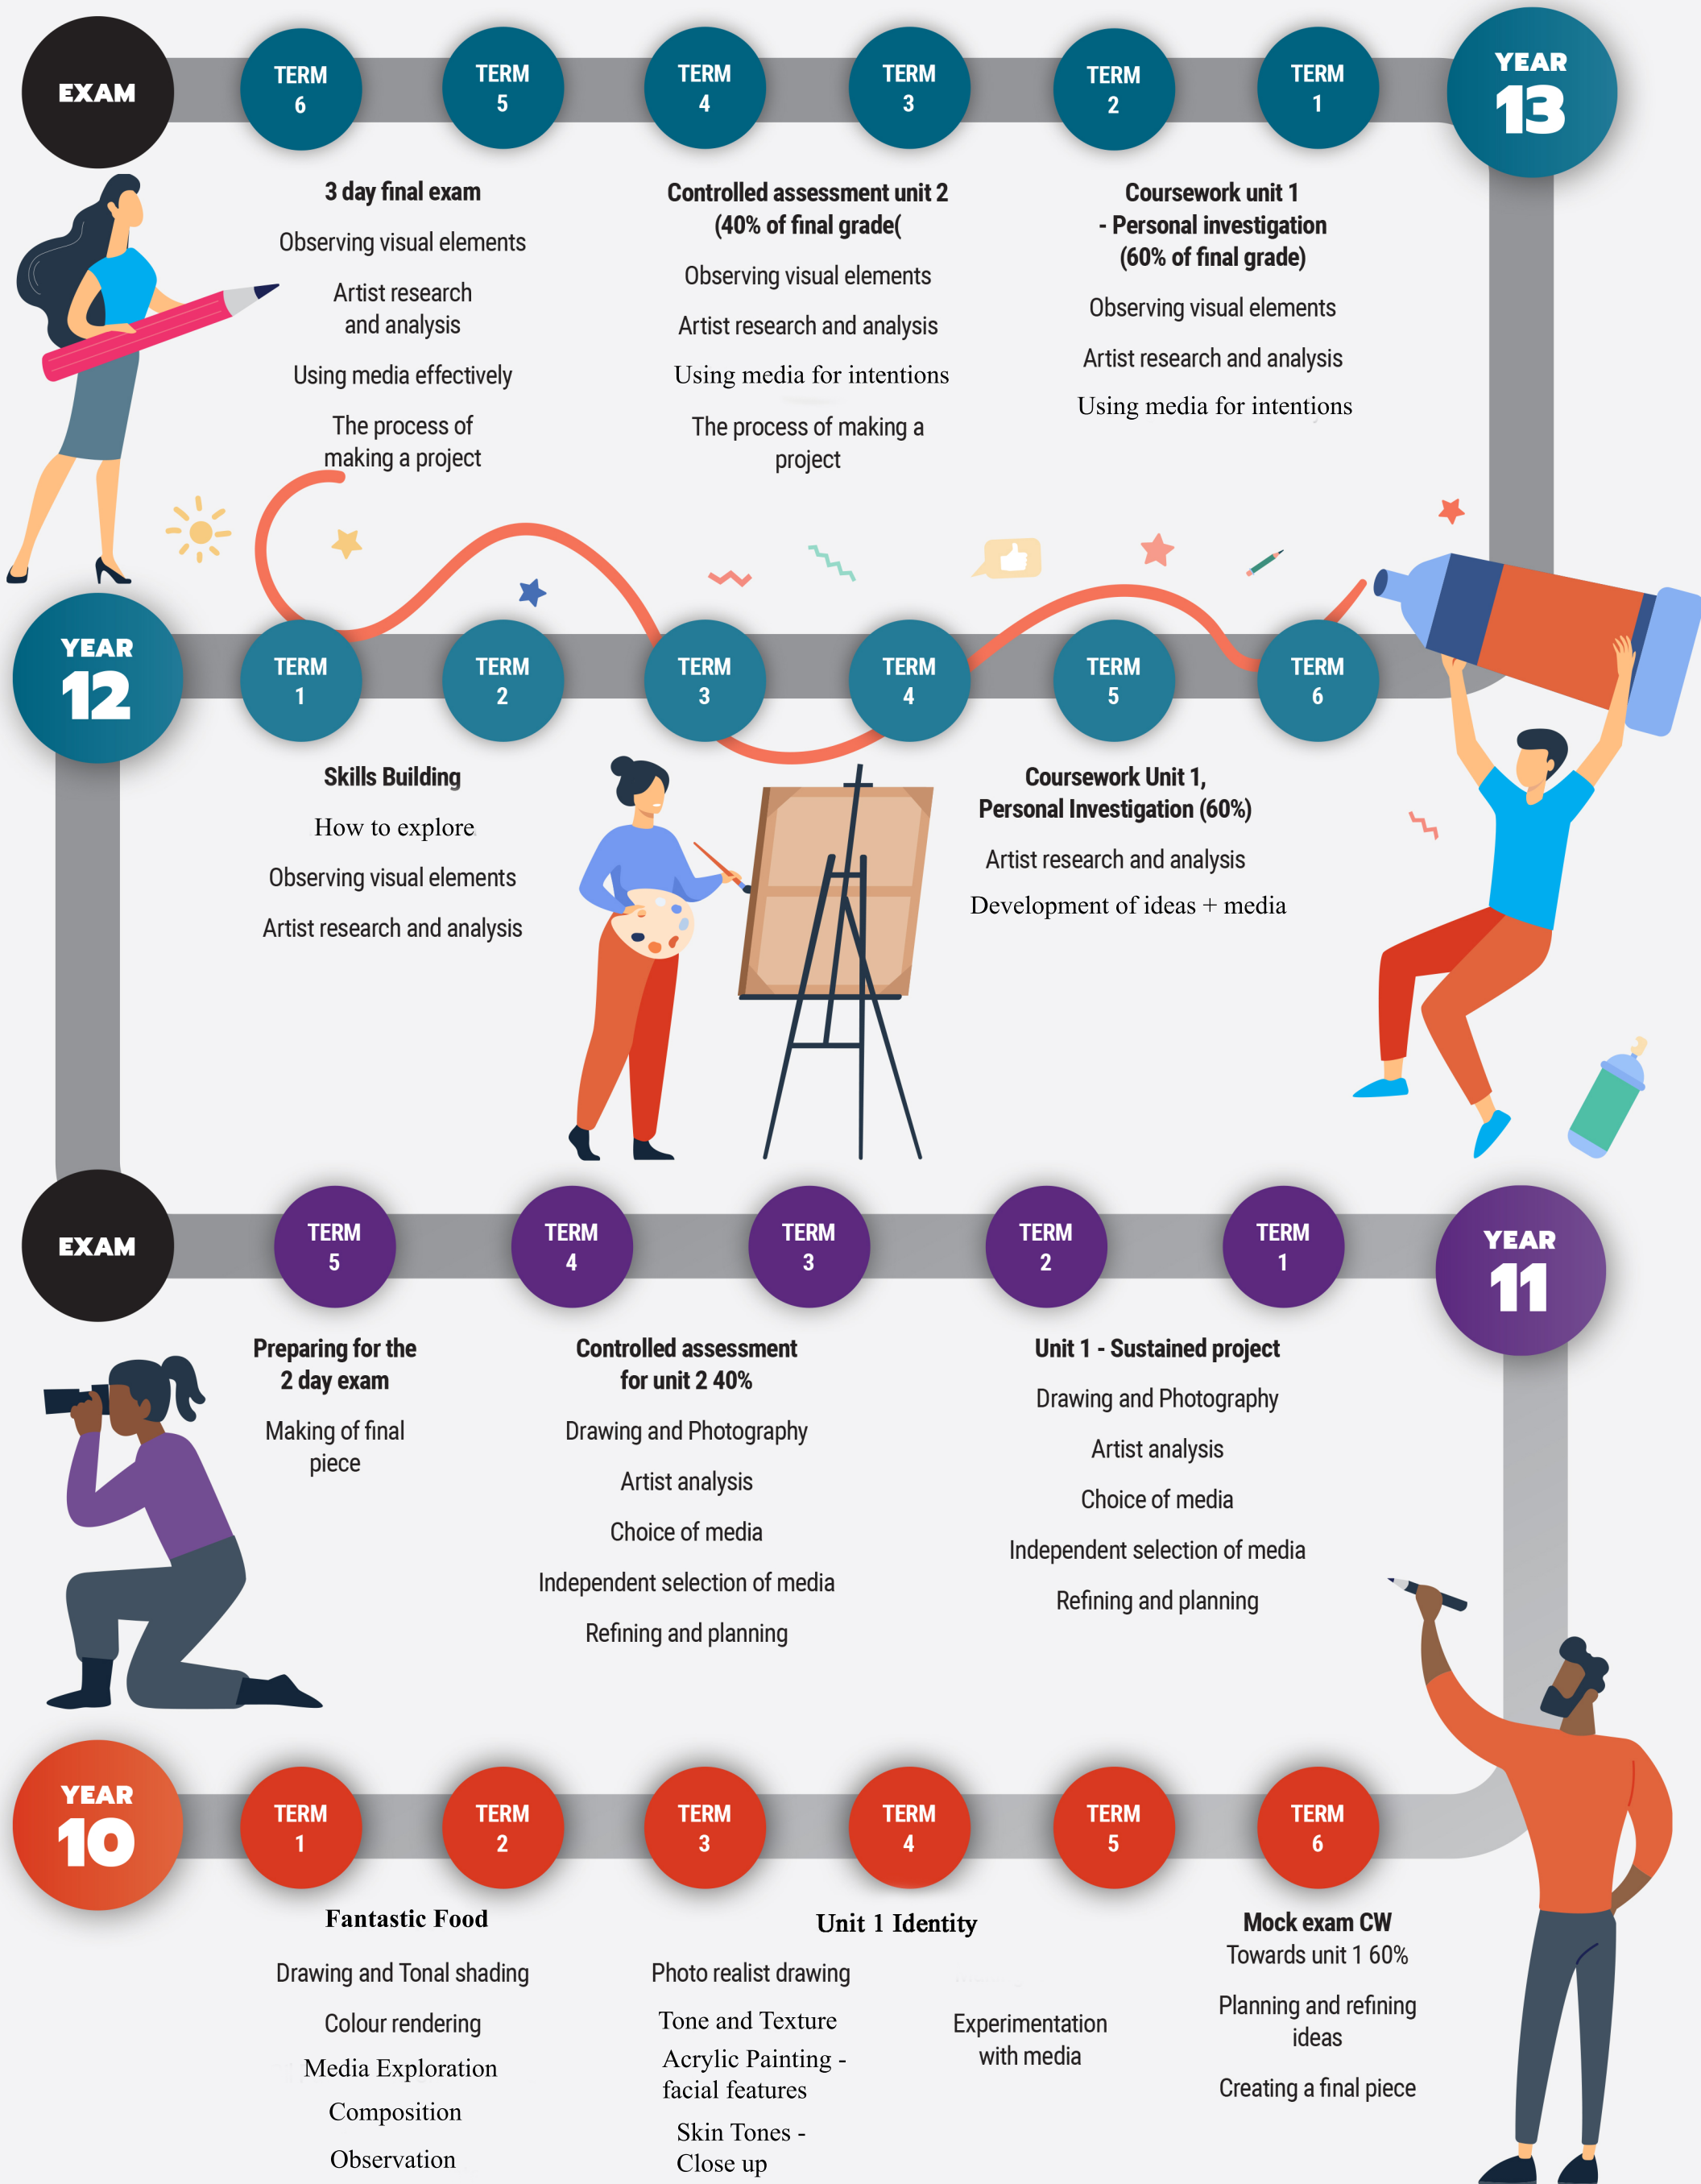 EXAM
TERM
6
TERM
5
TERM
4
TERM
3
TERM
2
TERM
1
YEAR
13
3 day final exam
Observing visual elements
Artist research
and analysis
Using media effectively
The process of
making a project
Controlled assessment unit 2
(40% of final grade(
Observing visual elements
Artist research and analysis
Using media for intentions
The process of making a
project
Coursework unit 1
- Personal investigation
(60% of final grade)
Observing visual elements
Artist research and analysis
Using media for intentions
YEAR
12
TERM
1
TERM
2
TERM
3
TERM
4
TERM
5
TERM
6
Skills Building
How to explore
Observing visual elements
Artist research and analysis
Coursework Unit 1,
Personal Investigation (60%)
Artist research and analysis
Development of ideas + media
EXAM
TERM
5
TERM
4
TERM
3
TERM
2
TERM
1
YEAR
11
Preparing for the
2 day exam
Making of final
piece
Controlled assessment
for unit 2 40%
Drawing and Photography
Artist analysis
Choice of media
Independent selection of media
Refining and planning
Unit 1 - Sustained project
Drawing and Photography
Artist analysis
Choice of media
Independent selection of media
Refining and planning
YEAR
10
TERM
1
TERM
2
TERM
3
TERM
4
TERM
5
TERM
6
Fantastic Food
Drawing and Tonal shading
Colour rendering
Media Exploration
Composition
Observation
Unit 1 Identity
Photo realist drawing
Tone and Texture
Acrylic Painting -
facial features
Skin Tones -
Close up
Experimentation
with media
Mock exam CW
Towards unit 1 60%
Planning and refining
ideas
Creating a final piece